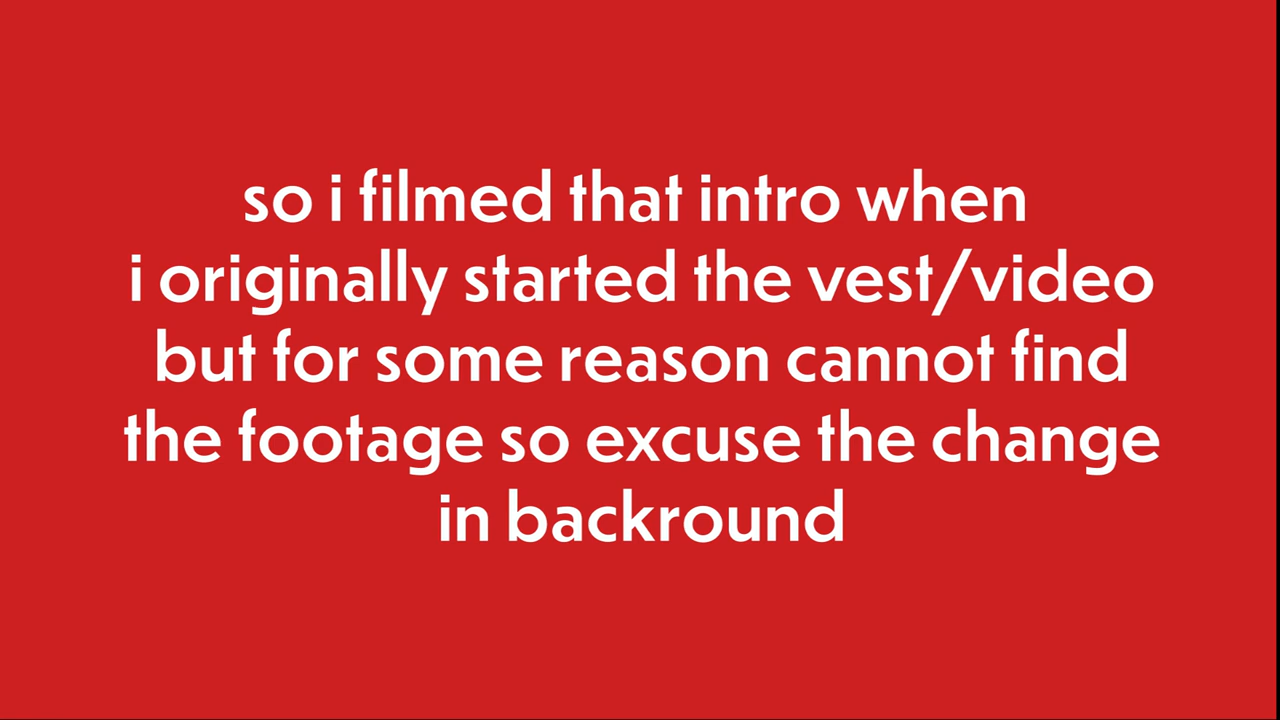 so i filmed that intro when
i originally started the vest/video
but for some reason cannot find
the footage so excuse the change
in backround